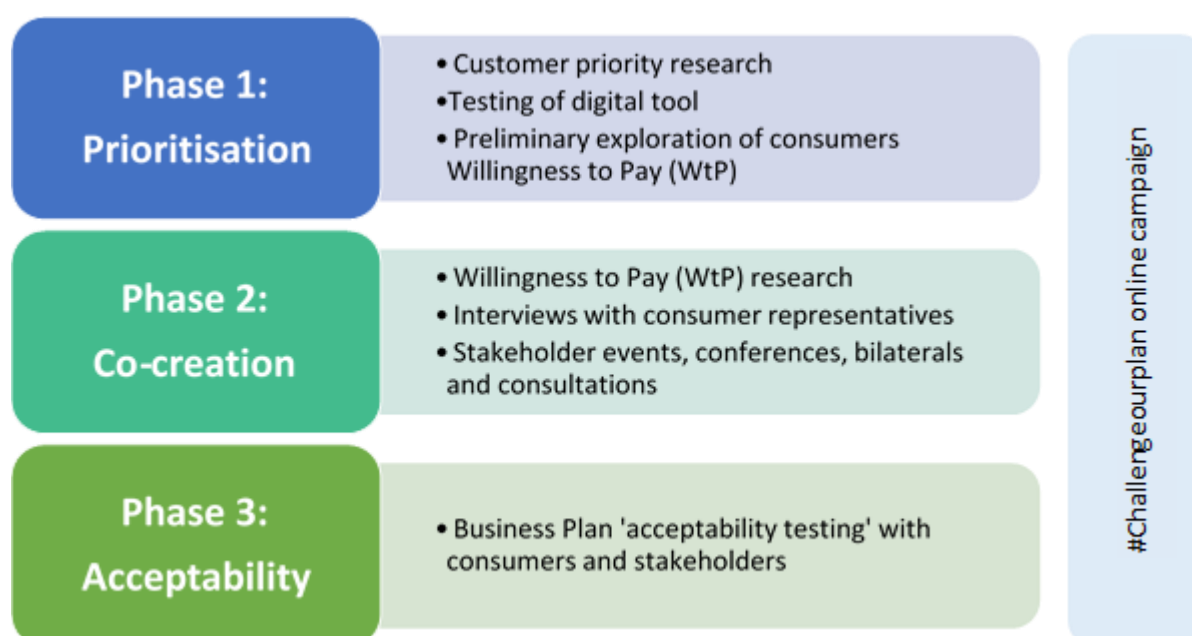 Phase 1:
Prioritisation
• Customer priority research
•Testing of digital tool
• Preliminary exploration of consumers
Willingness to Pay (WtP)
Phase 2:
Co-creation
• Willingness to Pay (WtP) research
• Interviews with consumer representatives
• Stakeholder events, conferences, bilaterals
and consultations
Phase 3:
Acceptability
• Business Plan 'acceptability testing' with
consumers and stakeholders
#Challengeourplan online campaign